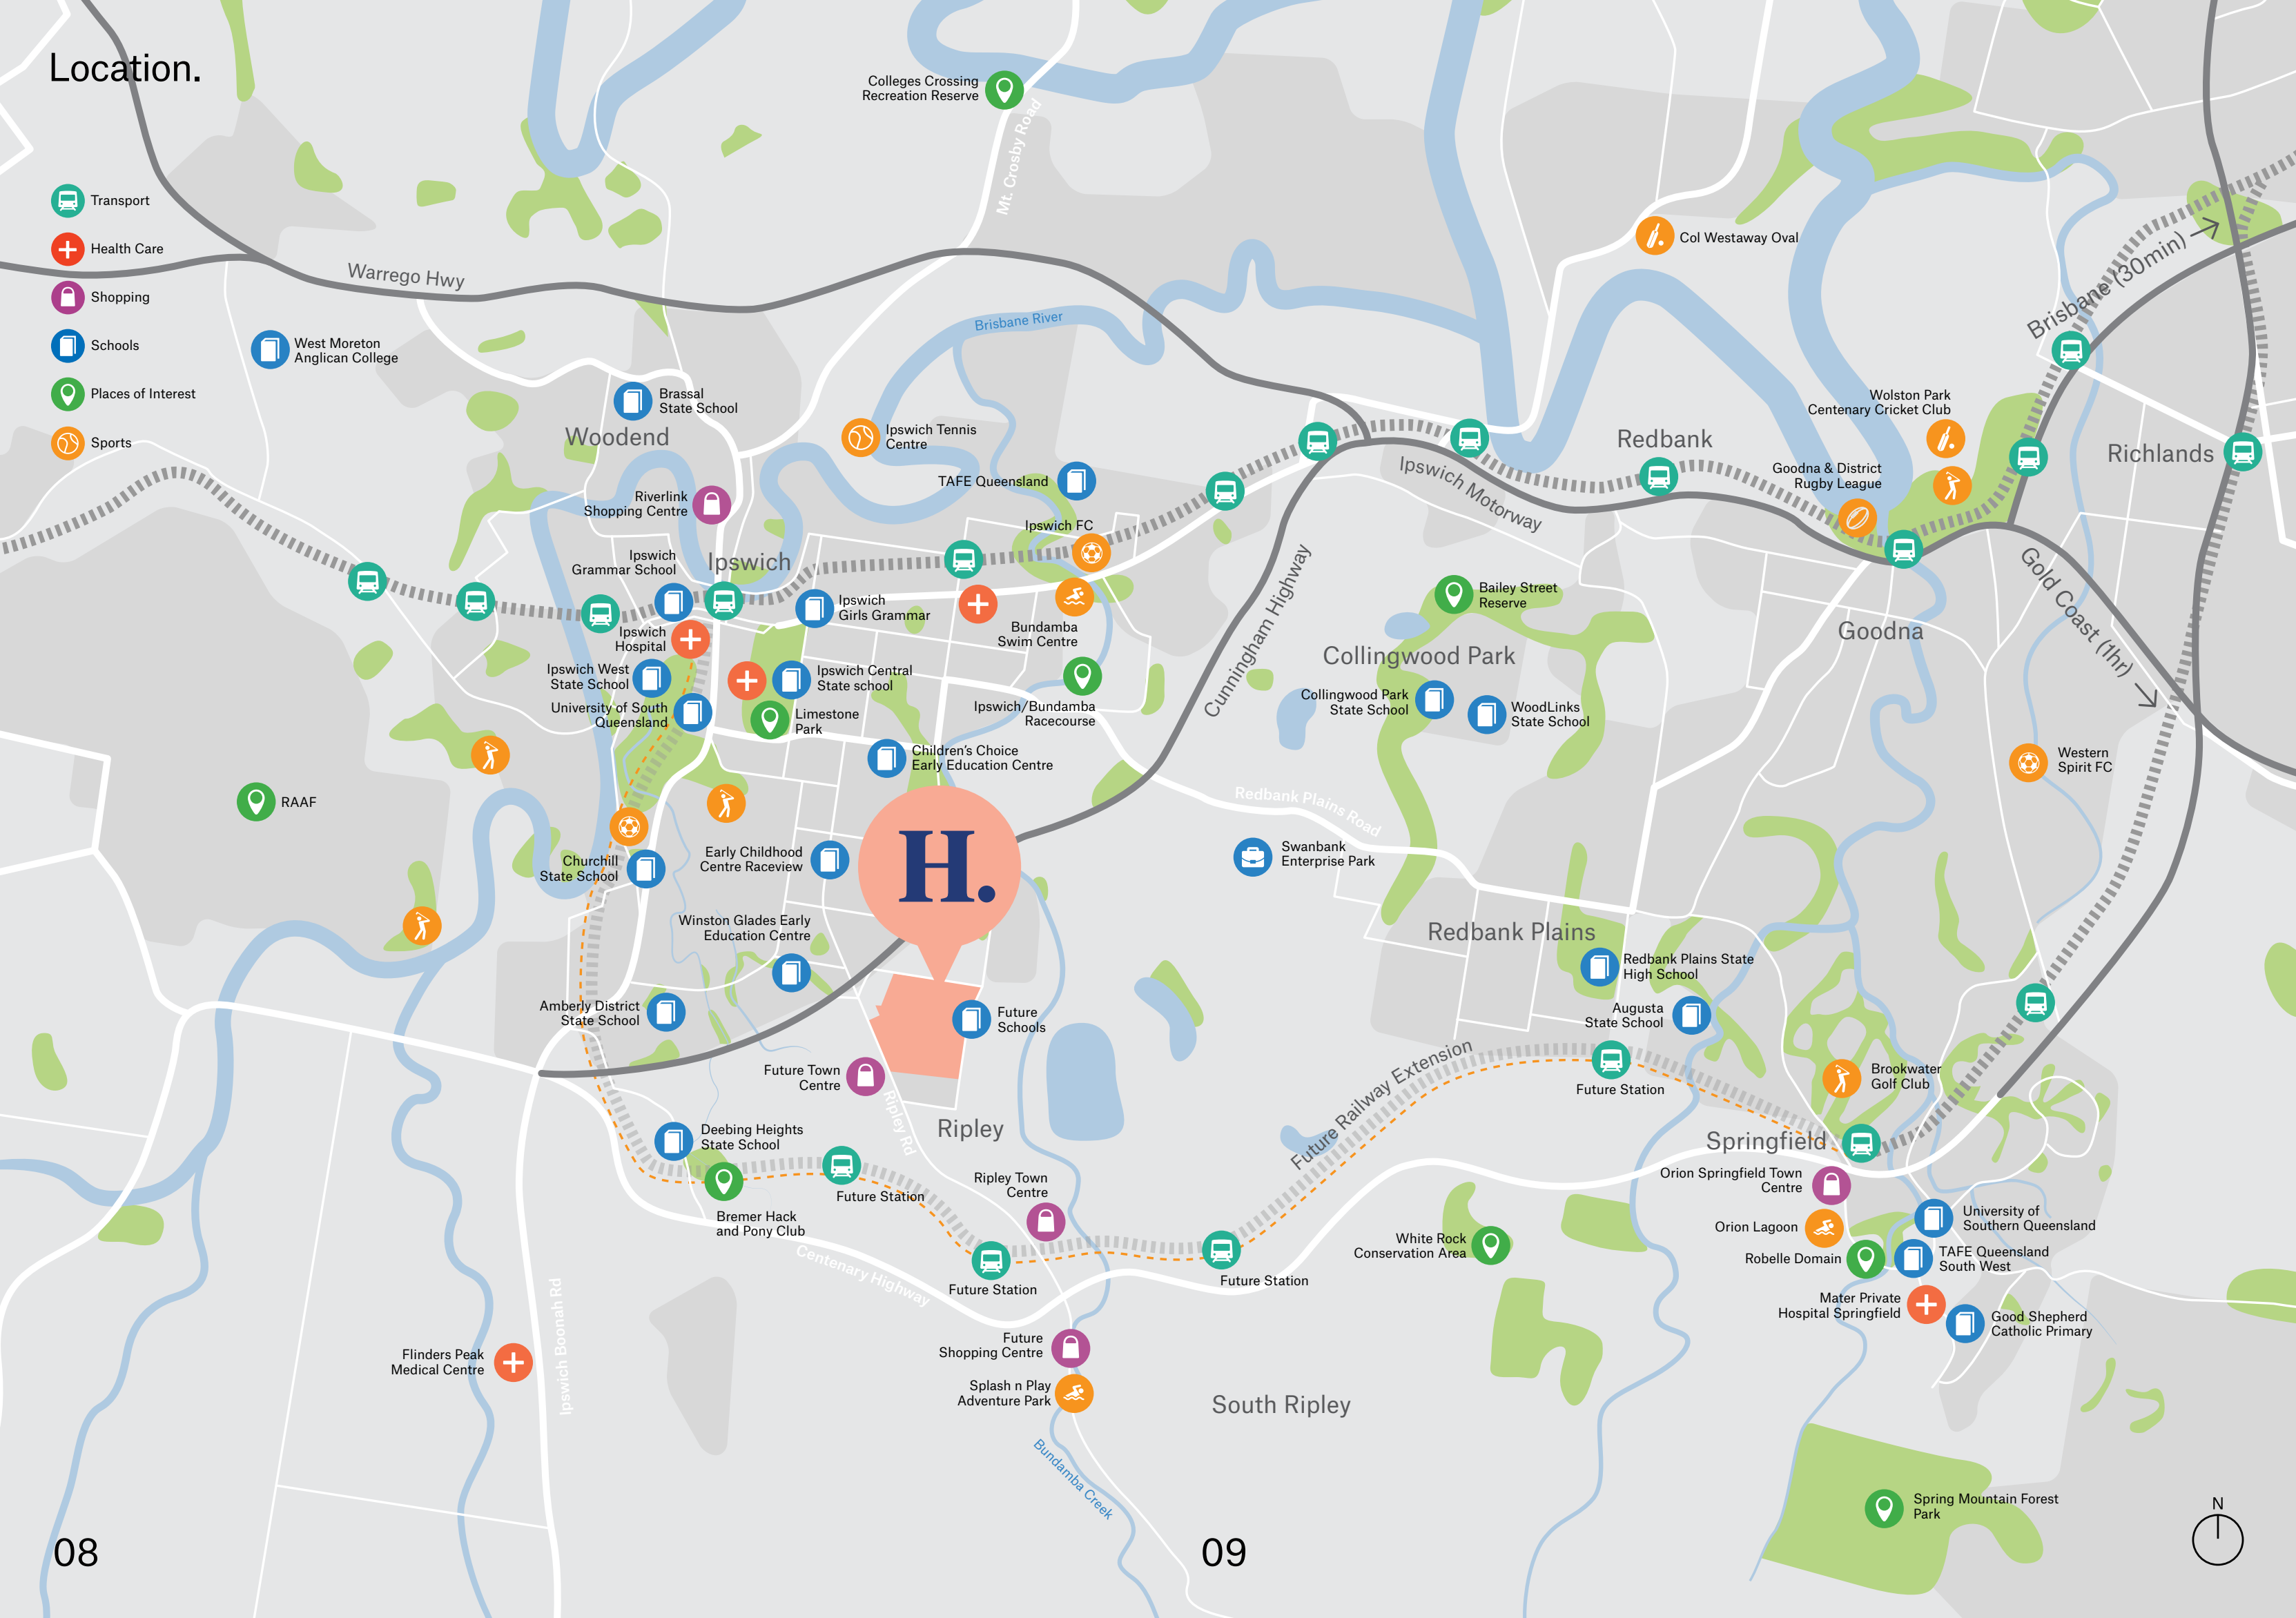 Location.
Transport
Health Care
Shopping
Schools
Places of Interest
Sports
Colleges Crossing
Recreation Reserve
Mt. Crosby Road
Col Westaway Oval
Warrego Hwy
Brisbane (30min)
Brisbane River
West Moreton
Anglican College
Brassal
State School
Woodend
Ipswich Tennis
Centre
Wolston Park
Centenary Cricket Club
Redbank
Richlands
Goodna & District
Rugby League
TAFE Queensland
Ipswich Motorway
Riverlink
Shopping Centre
Ipswich FC
Ipswich
Grammar School
Ipswich
Ipswich
Girls Grammar
Bundamba
Swim Centre
Cunningham Highway
Bailey Street
Reserve
Goodna
Gold Coast (1hr)
Ipswich
Hospital
Ipswich West
State School
Ipswich Central
State school
Collingwood Park
Collingwood Park
State School
WoodLinks
State School
University of South
Queensland
Limestone
Park
Ipswich/Bundamba
Racecourse
Children's Choice
Early Education Centre
Western
Spirit FC
RAAF
Redbank Plains Road
H.
Early Childhood
Centre Raceview
Churchill
State School
Swanbank
Enterprise Park
Winston Glades Early
Education Centre
Redbank Plains
Redbank Plains State
High School
Amberly District
State School
Future
Schools
Augusta
State School
Future Town
Centre
Ripley Rd
Ripley
Future Railway Extension
Future Station
Brookwater
Golf Club
Deebing Heights
State School
Springfield
Orion Springfield Town
Centre
Ripley Town
Centre
Future Station
Bremer Hack
and Pony Club
University of
Southern Queensland
Orion Lagoon
White Rock
Conservation Area
Robelle Domain
TAFE Queensland
South West
Centenary Highway
Future Station
Future Station
Mater Private
Hospital Springfield
Good Shepherd
Catholic Primary
Ipswich Boonah Rd
Flinders Peak
Medical Centre
Future
Shopping Centre
Splash n Play
Adventure Park
South Ripley
Bundamba Creek
Spring Mountain Forest
Park
N
08
09